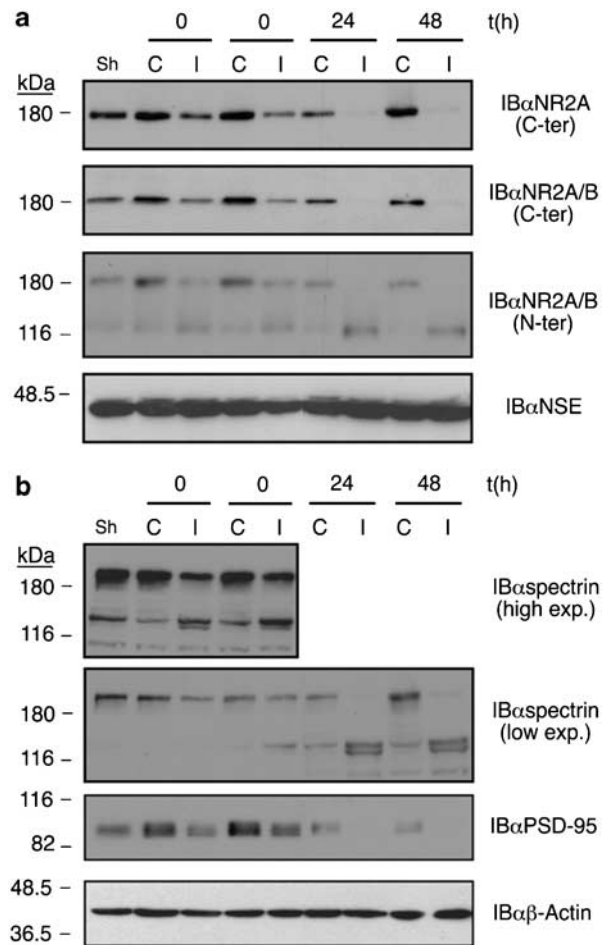 a
0 0 24 48 t(h)
Sh C I C I C I C I
kDa
180 –
IBαNR2A
(C-ter)
180 –
IBαNR2A/B
(C-ter)
180 –
116 –
IBαNR2A/B
(N-ter)
48.5 –
IBαNSE
b
0 0 24 48 t(h)
Sh C I C I C I C I
kDa
180 –
116 –
IBαspectrin
(high exp.)
180 –
116 –
IBαspectrin
(low exp.)
116 –
82 –
IBαPSD-95
48.5 –
36.5 –
IBαβ-Actin